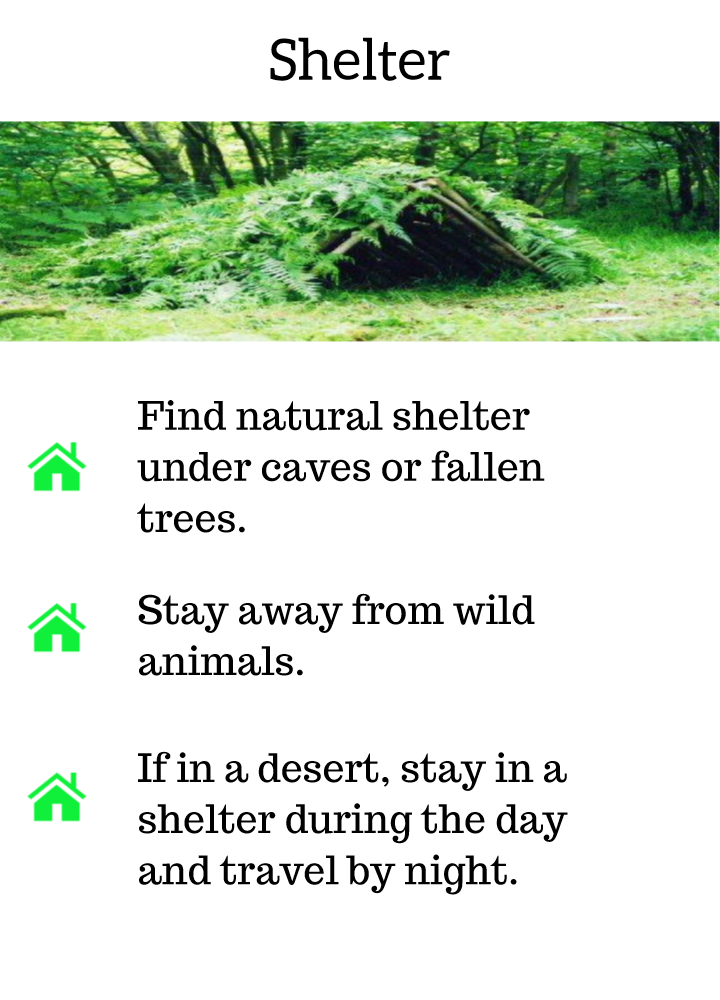 Shelter
Find natural shelter
under caves or fallen
trees.
Stay away from wild
animals.
If in a desert, stay in a
shelter during the day
and travel by night.